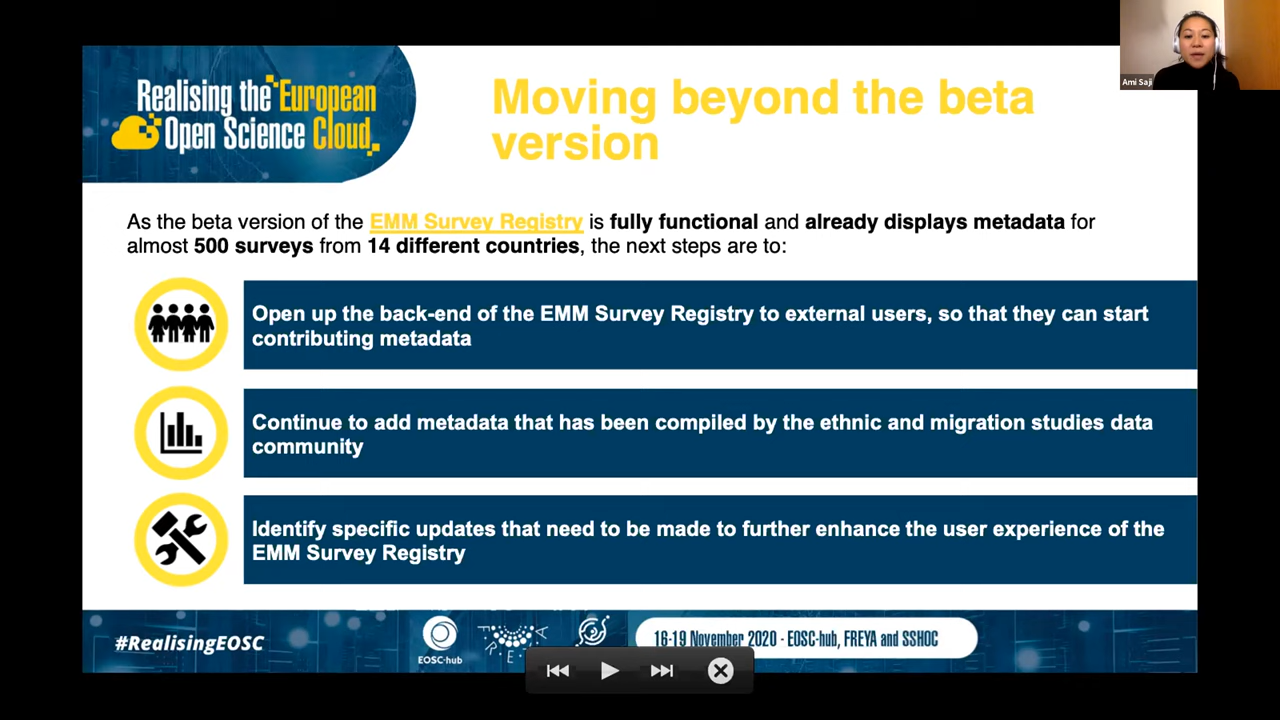 Ami Saji
Realising the European
Open Science Cloud
Moving beyond the beta
version
As the beta version of the EMM Survey Registry is fully functional and already displays metadata for
almost 500 surveys from 14 different countries, the next steps are to:
Open up the back-end of the EMM Survey Registry to external users, so that they can start
contributing metadata
Continue to add metadata that has been compiled by the ethnic and migration studies data
community
Identify specific updates that need to be made to further enhance the user experience of the
EMM Survey Registry
#RealisingEOSC
EOSC-hub
16-19 November 2020 - EOSC-hub, FREYA and SSHOC